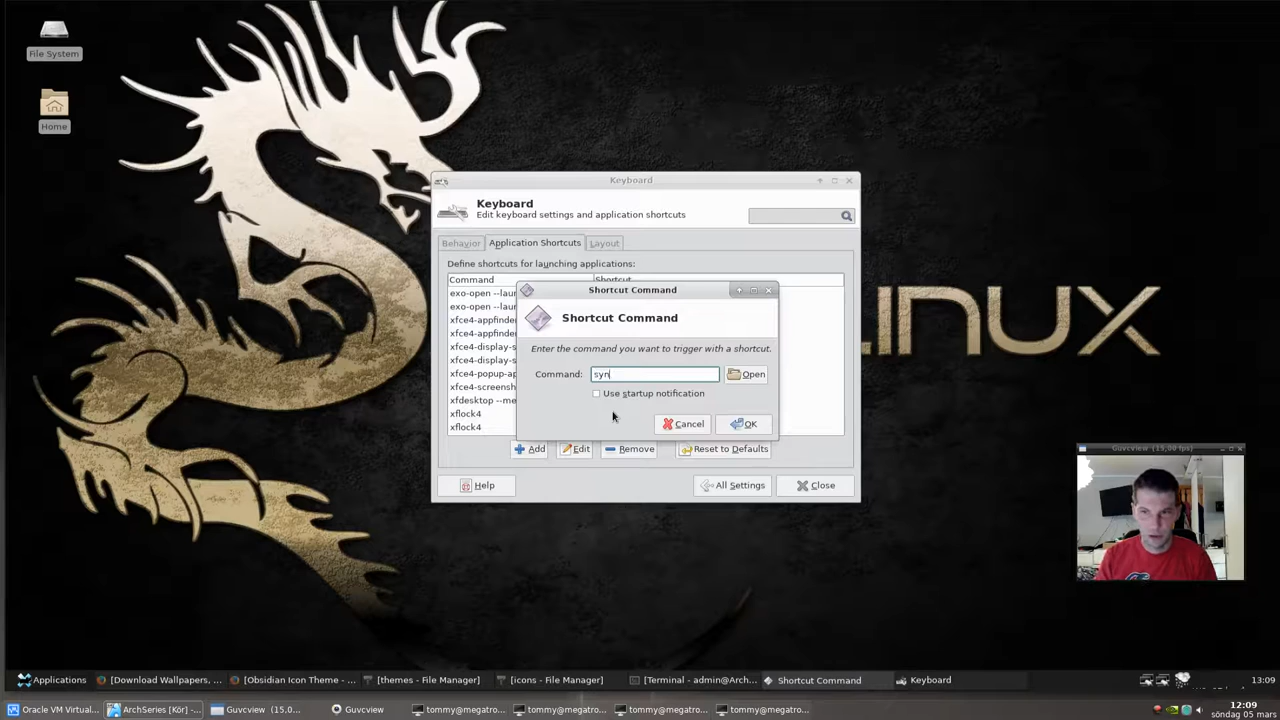 File System
Home
LINUX
Keyboard
Keyboard
Edit keyboard settings and application shortcuts
Behavior
Application Shortcuts
Layout
Define shortcuts for launching applications:
Command
Shortcut
exo-open --laun
exo-open --laun
xfce4-appfinder
xfce4-appfinder
xfce4-display-s
xfce4-display-s
xfce4-popup-ap
xfce4-screensh
xfdesktop --me
xflock4
xflock4
Shortcut Command
Shortcut Command
Enter the command you want to trigger with a shortcut.
Command:
syn
Open
Use startup notification
Cancel
OK
Add
Edit
Remove
Reset to Defaults
Help
All Settings
Close
Guvcview (15,00 fps)
Applications
[Download Wallpapers, ...
[Obsidian Icon Theme - ...
[themes - File Manager]
[icons - File Manager]
[Terminal - admin@Arch...
Shortcut Command
Keyboard
13:09
Oracle VM Virtual...
ArchSeries [Kör] -...
Guvcview (15,0...
Guvcview
tommy@megatro...
tommy@megatro...
tommy@megatro...
tommy@megatro...
12:09
söndag 05 mars